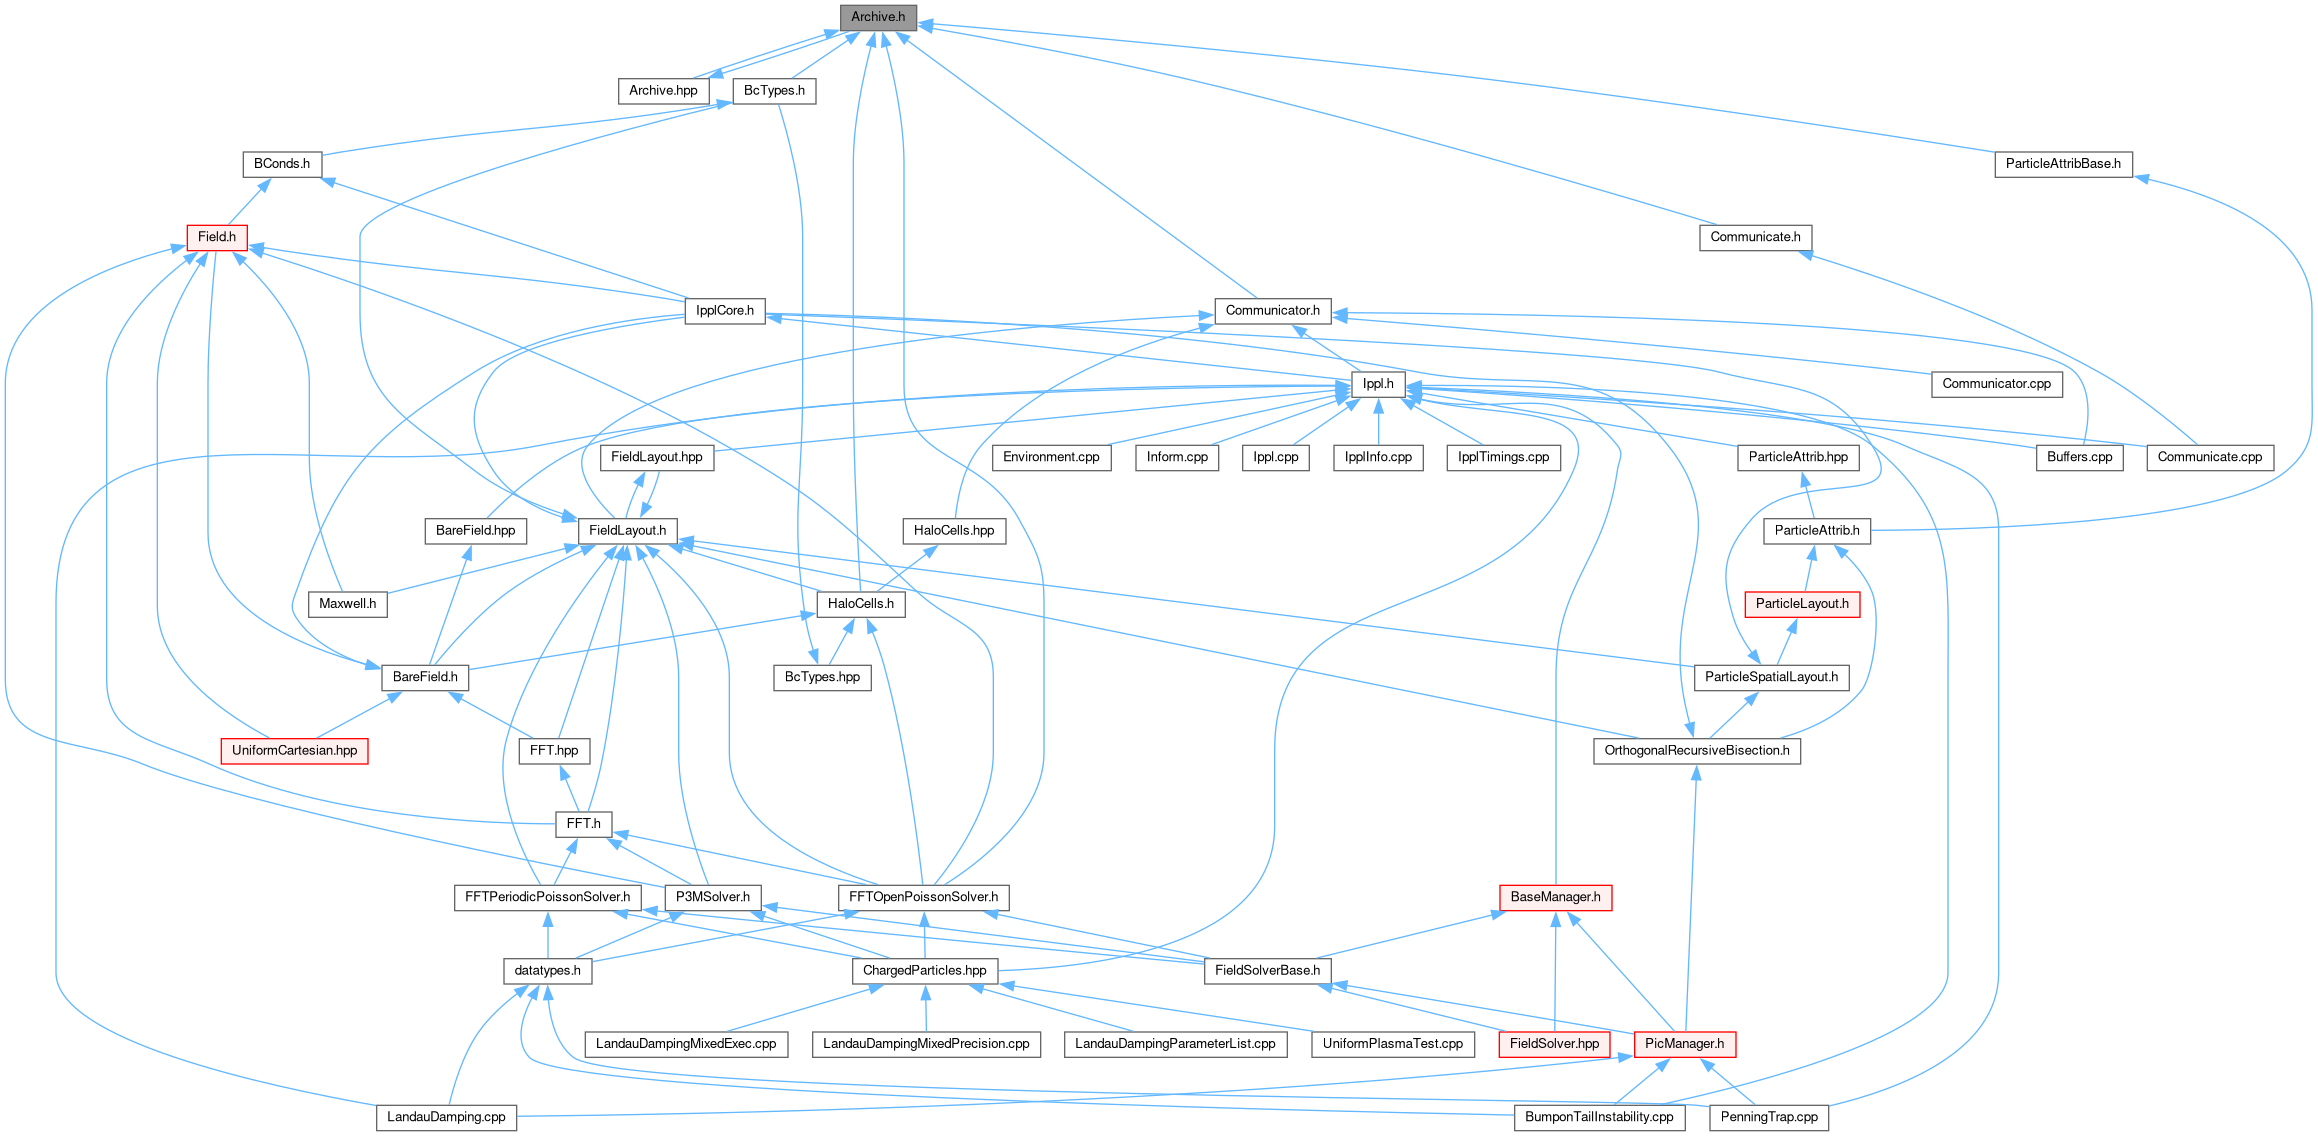 Archive.h
Archive.hpp
BcTypes.h
BConds.h
ParticleAttribBase.h
Field.h
Communicate.h
IpplCore.h
Communicator.h
Ippl.h
Communicator.cpp
FieldLayout.hpp
Environment.cpp
Inform.cpp
Ippl.cpp
IpplInfo.cpp
IpplTimings.cpp
ParticleAttrib.hpp
Buffers.cpp
Communicate.cpp
BareField.hpp
FieldLayout.h
HaloCells.hpp
ParticleAttrib.h
Maxwell.h
HaloCells.h
ParticleLayout.h
BareField.h
BcTypes.hpp
ParticleSpatialLayout.h
UniformCartesian.hpp
FFT.hpp
OrthogonalRecursiveBisection.h
FFT.h
FFTPeriodicPoissonSolver.h
P3MSolver.h
FFTOpenPoissonSolver.h
BaseManager.h
datatypes.h
ChargedParticles.hpp
FieldSolverBase.h
LandauDampingMixedExec.cpp
LandauDampingMixedPrecision.cpp
LandauDampingParameterList.cpp
UniformPlasmaTest.cpp
FieldSolver.hpp
PicManager.h
LandauDamping.cpp
BumponTailInstability.cpp
PenningTrap.cpp